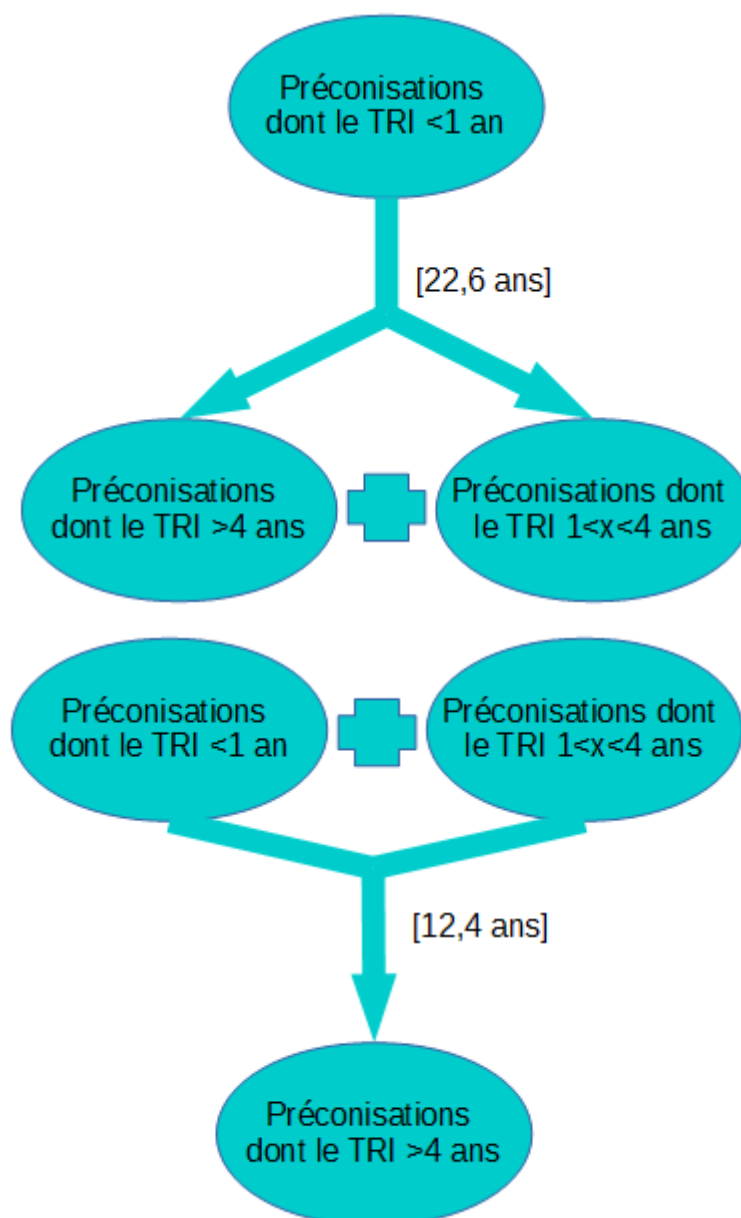 Préconisations
dont le TRI <1 an
[22,6 ans]
Préconisations
dont le TRI >4 ans
Préconisations dont
le TRI 1<x<4 ans
Préconisations
dont le TRI <1 an
Préconisations dont
le TRI 1<x<4 ans
[12,4 ans]
Préconisations
dont le TRI >4 ans